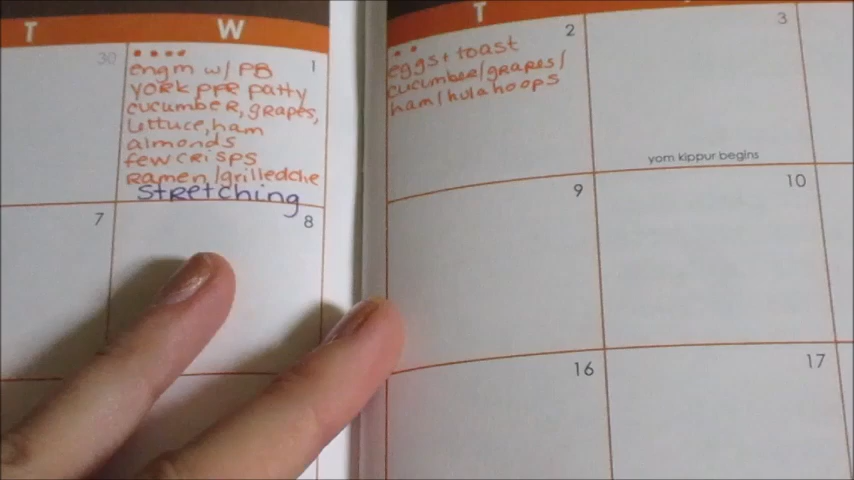 T
W
T
30
1
engm w/ PB
YORK PPR patty
cucumber, grapes,
lettuce, ham
almonds
few crisps
Ramen/grilledche
Stretching
2
eggs + toast
cucumber/grapes/
ham/hulahoops
3
yom kippur begins
7
8
9
10
16
17